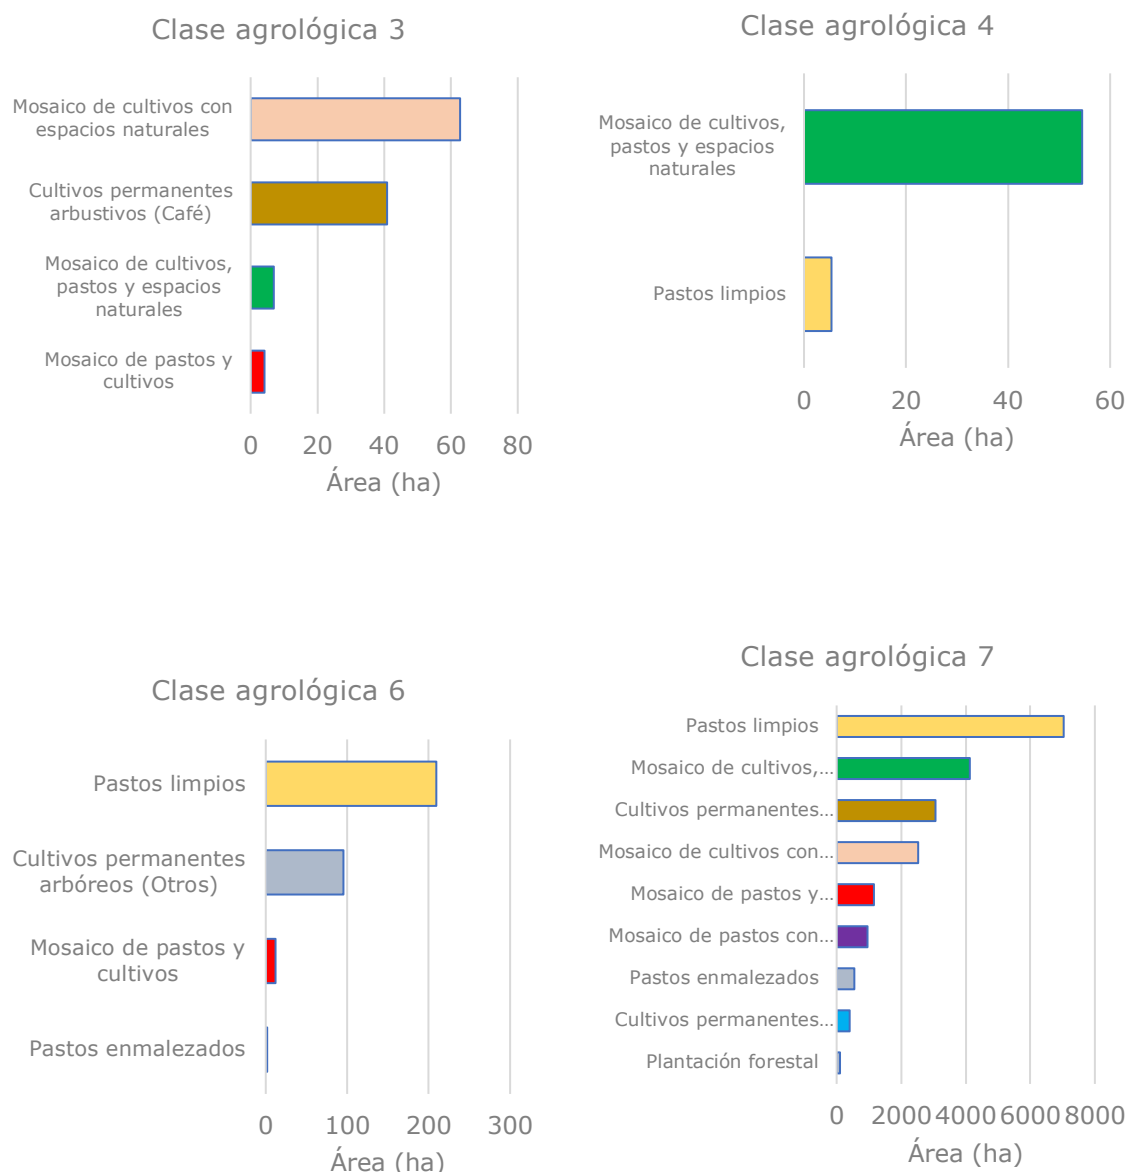 Clase agrológica 3
Mosaico de cultivos con
espacios naturales
Cultivos permanentes
arbustivos (Café)
Mosaico de cultivos,
pastos y espacios
naturales
Mosaico de pastos y
cultivos
0 20 40 60 80
Área (ha)
Clase agrológica 4
Mosaico de cultivos,
pastos y espacios
naturales
Pastos limpios
0 20 40 60
Área (ha)
Clase agrológica 6
Pastos limpios
Cultivos permanentes
arbóreos (Otros)
Mosaico de pastos y
cultivos
Pastos enmalezados
0 100 200 300
Área (ha)
Clase agrológica 7
Pastos limpios
Mosaico de cultivos,...
Cultivos permanentes...
Mosaico de cultivos con...
Mosaico de pastos y...
Mosaico de pastos con...
Pastos enmalezados
Cultivos permanentes...
Plantación forestal
0 2000 4000 6000 8000
Área (ha)